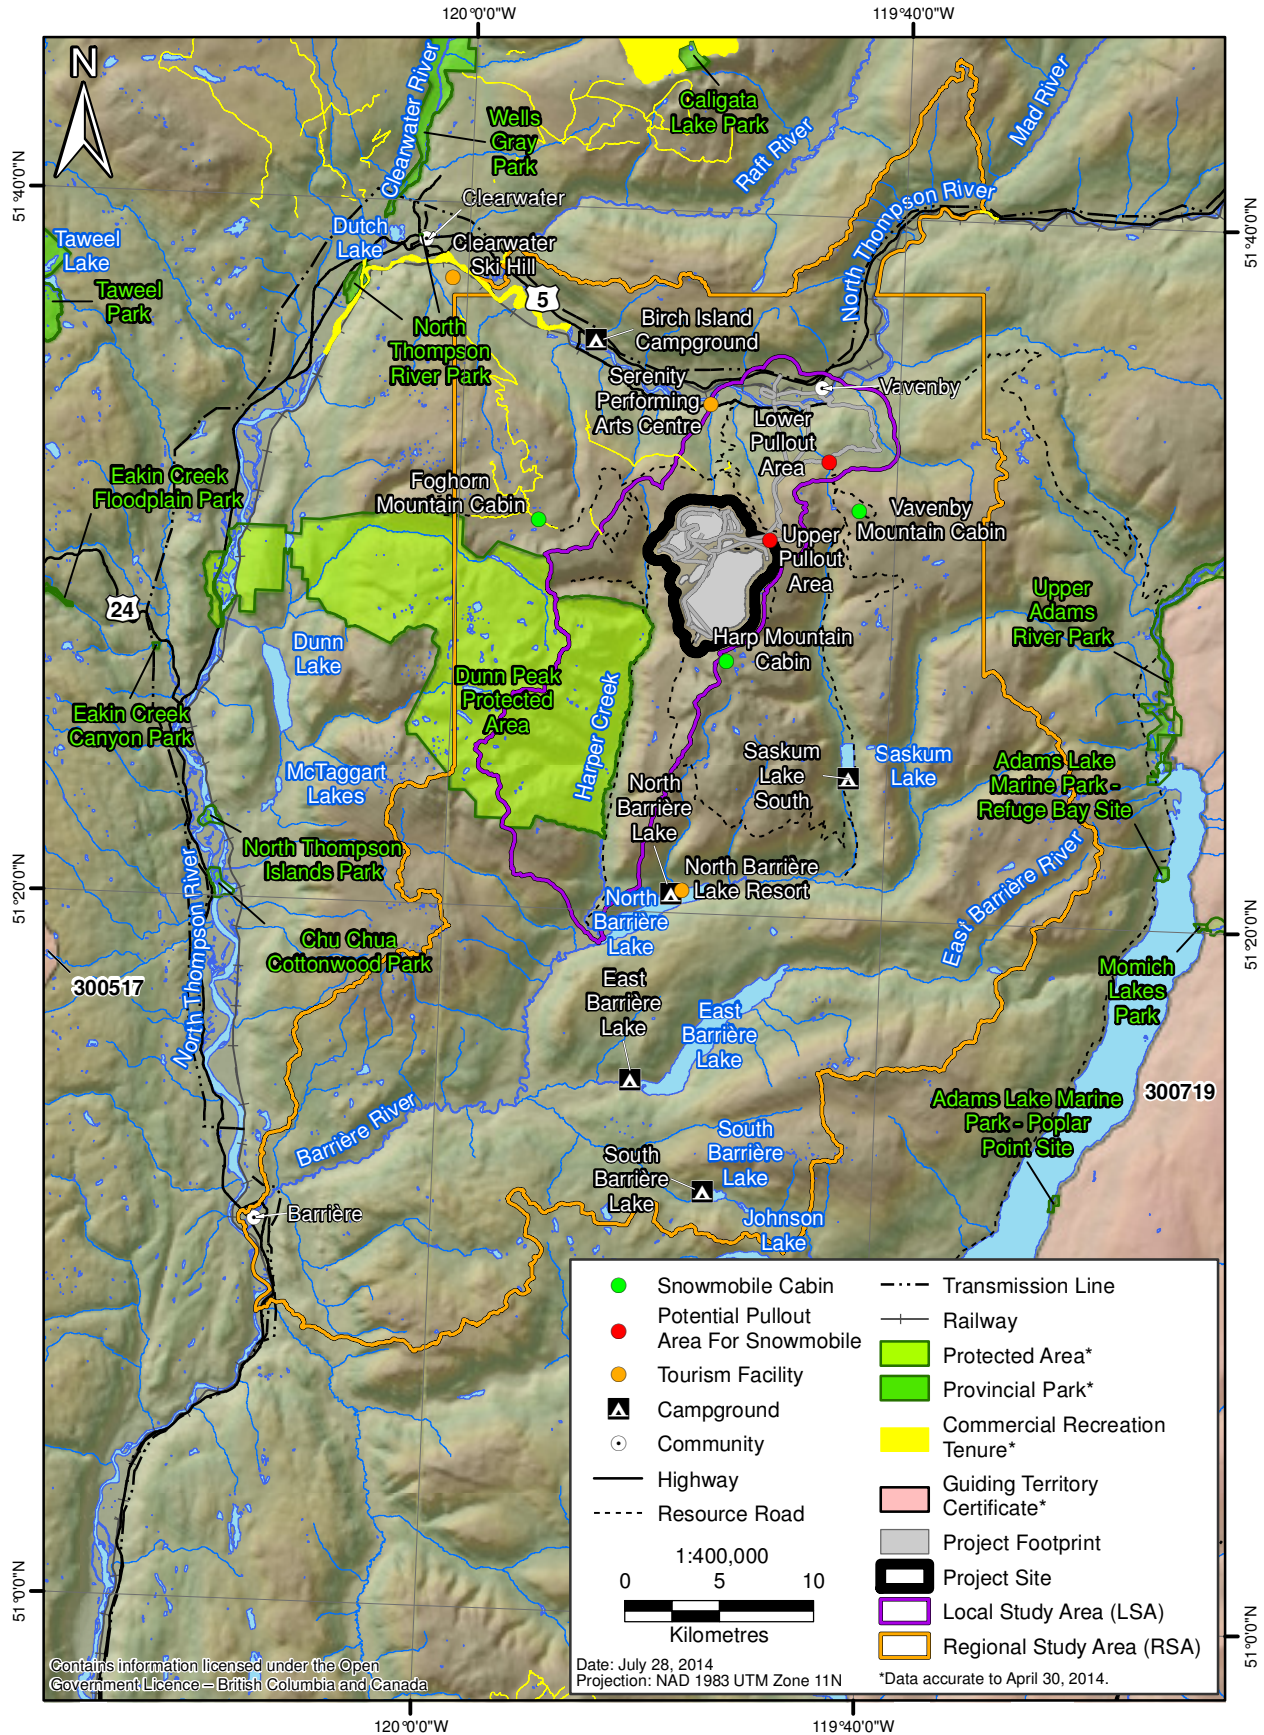 120°0'0"W
119°40'0"W
N
Clearwater River
Wells
Gray
Park
Caligata
Lake Park
Raft River
Mad River
51°40'0"N
51°40'0"N
Clearwater
Dutch
Lake
North Thompson River
Taweel
Lake
Taweel
Park
Clearwater
Ski Hill
5
North
Thompson
River Park
Birch Island
Campground
Serenity
Performing
Arts Centre
Vavenby
Lower
Pullout
Area
Eakin Creek
Floodplain Park
Foghorn
Mountain Cabin
Vavenby
Mountain Cabin
Upper
Pullout
Area
24
Upper
Adams
River Park
Dunn
Lake
Harp Mountain
Cabin
Dunn Peak
Protected
Area
Harper Creek
Eakin Creek
Canyon Park
McTaggart
Lakes
Saskum
Lake
South
Saskum
Lake
Adams Lake
Marine Park -
Refuge Bay Site
North
Barrière
Lake
North Thompson
Islands Park
North Barrière
Lake Resort
51°20'0"N
51°20'0"N
North
Barrière
Lake
East Barrière River
North Thompson River
Chu Chua
Cottonwood Park
300517
East
Barrière
Lake
East
Barrière
Lake
Momich
Lakes
Park
300719
Adams Lake Marine
Park - Poplar
Point Site
Barrière River
South
Barrière
Lake
South
Barrière
Lake
Johnson
Lake
Barrière
Snowmobile Cabin
Potential Pullout
Area For Snowmobile
Tourism Facility
Campground
Community
Highway
Resource Road
1:400,000
0 5 10
Kilometres
Date: July 28, 2014
Projection: NAD 1983 UTM Zone 11N
Transmission Line
Railway
Protected Area*
Provincial Park*
Commercial Recreation
Tenure*
Guiding Territory
Certificate*
Project Footprint
Project Site
Local Study Area (LSA)
Regional Study Area (RSA)
*Data accurate to April 30, 2014.
51°0'0"N
51°0'0"N
Contains information licensed under the Open
Government Licence – British Columbia and Canada
120°0'0"W
119°40'0"W